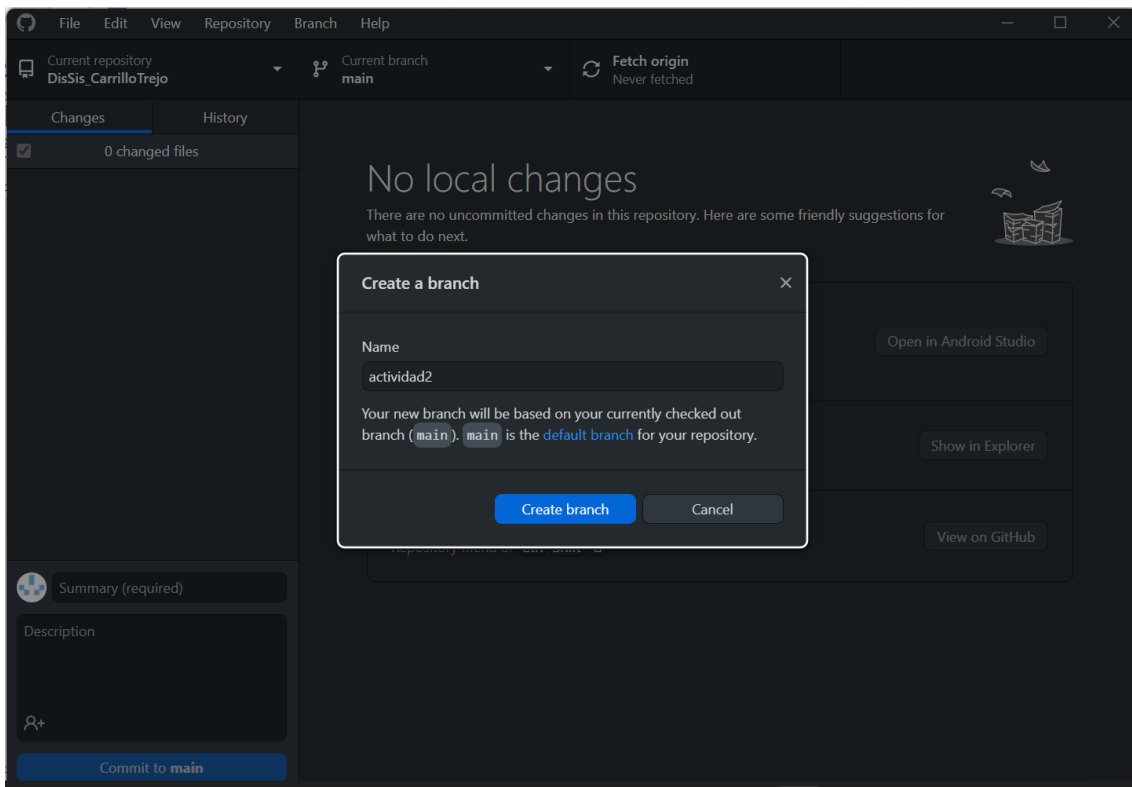 File Edit View Repository Branch Help
Current repository
DisSis_CarrilloTrejo
Current branch
main
Fetch origin
Never fetched
Changes History
0 changed files
No local changes
There are no uncommitted changes in this repository. Here are some friendly suggestions for
what to do next.
Create a branch
Name
actividad2
Your new branch will be based on your currently checked out
branch (main). main is the default branch for your repository.
Create branch Cancel
Open in Android Studio
Show in Explorer
View on GitHub
Summary (required)
Description
Commit to main